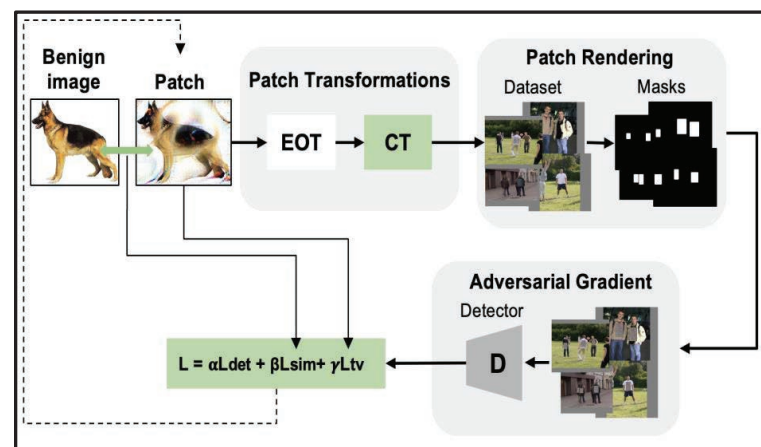 Benign
image
Patch
Patch Transformations
EOT
CT
Patch Rendering
Dataset
Masks
Adversarial Gradient
Detector
D
L = αLdet + βLsim+ γLtv